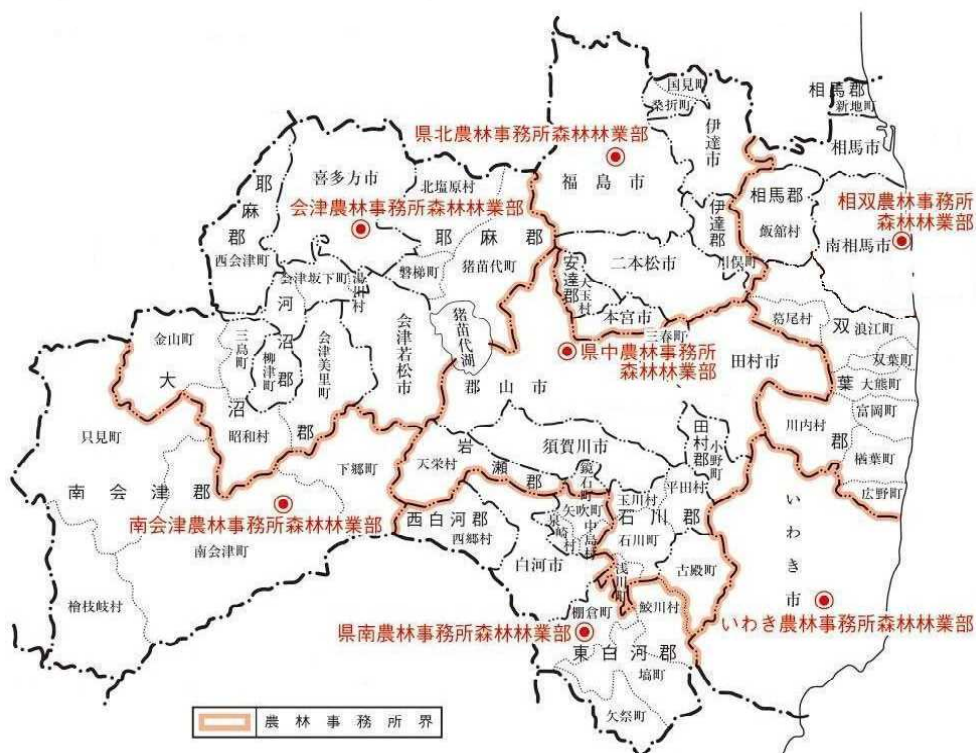 国見町
桑折町
相馬郡
新地町
伊達市
相馬市
県北農林事務所森林林業部
福島市
喜多方市
北塩原村
会津農林事務所森林林業部
耶麻郡
西会津町
耶麻郡
猪苗代町
磐梯町
相馬郡
飯舘村
伊達郡
川俣町
相双農林事務所
森林林業部
南相馬市
安達郡
大玉村
二本松市
本宮市
会津坂下町
湯川村
河沼郡
会津若松市
猪苗代湖
三春町
葛尾村
双葉郡
浪江町
双葉町
大熊町
富岡町
川内村
楢葉町
広野町
金山町
三島町
柳津町
会津美里町
大沼郡
昭和村
県中農林事務所
森林林業部
郡山市
田村市
只見町
下郷町
南会津郡
南会津農林事務所森林林業部
南会津町
檜枝岐村
天栄村
岩瀬郡
須賀川市
鏡石町
田村郡
小野町
平田村
玉川村
石川郡
石川町
古殿町
浅川町
西白河郡
西郷村
矢吹町
泉崎村
中島村
白河市
棚倉町
鮫川村
県南農林事務所森林林業部
東白河郡
塙町
矢祭町
いわき市
いわき農林事務所森林林業部
農林事務所界